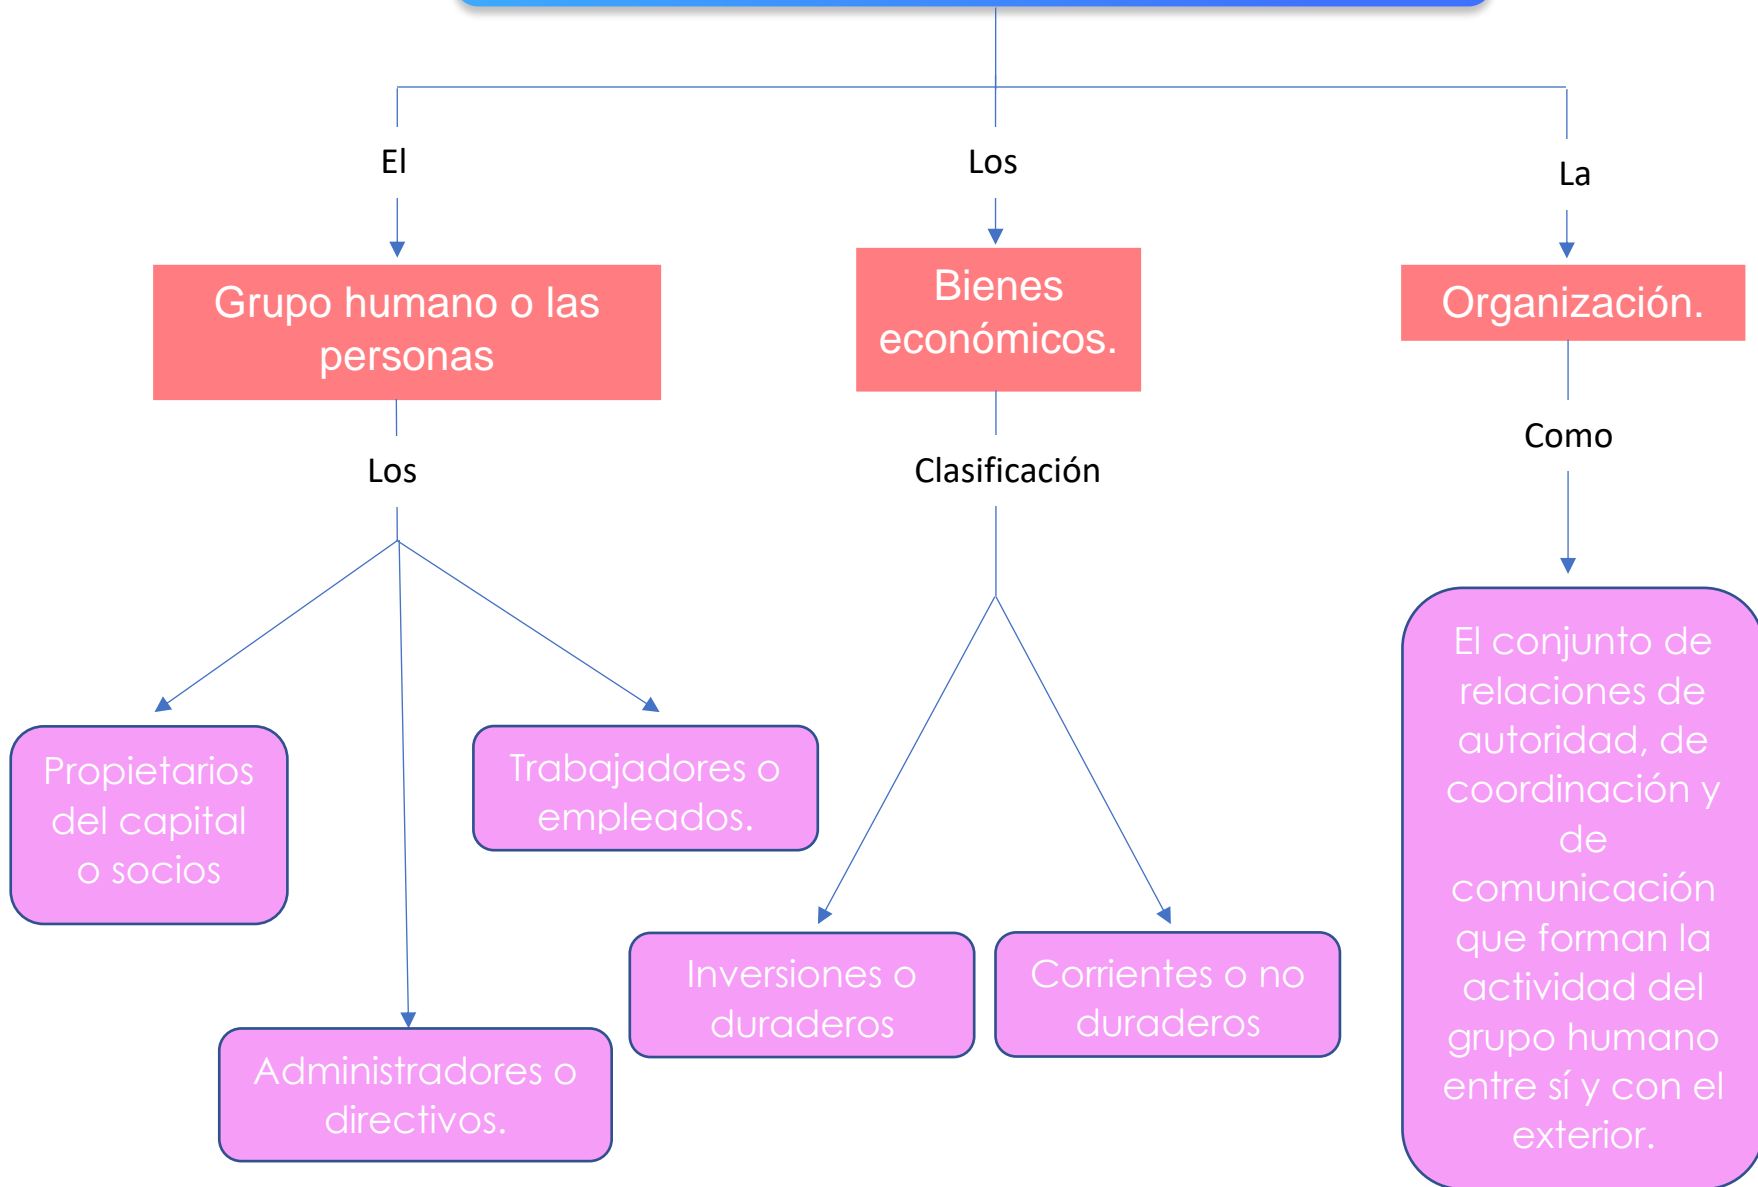 El
Los
La
Grupo humano o las
personas
Bienes
económicos.
Organización.
Los
Clasificación
Como
Propietarios
del capital
o socios
Trabajadores o
empleados.
Administradores o
directivos.
Inversiones o
duraderos
Corrientes o no
duraderos
El conjunto de
relaciones de
autoridad, de
coordinación y
de
comunicación
que forman la
actividad del
grupo humano
entre sí y con el
exterior.